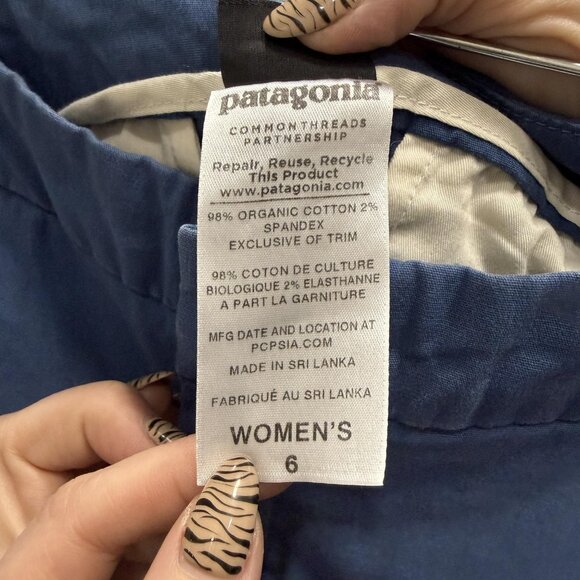 patagonia
COMMON THREADS
PARTNERSHIP
Repair, Reuse, Recycle
This Product
www.patagonia.com
98% ORGANIC COTTON 2%
SPANDEX
EXCLUSIVE OF TRIM
98% COTON DE CULTURE
BIOLOGIQUE 2% ELASTHANNE
A PART LA GARNITURE
MFG DATE AND LOCATION AT
PCPSIA.COM
MADE IN SRI LANKA
FABRIQUÉ AU SRI LANKA
WOMEN'S
6